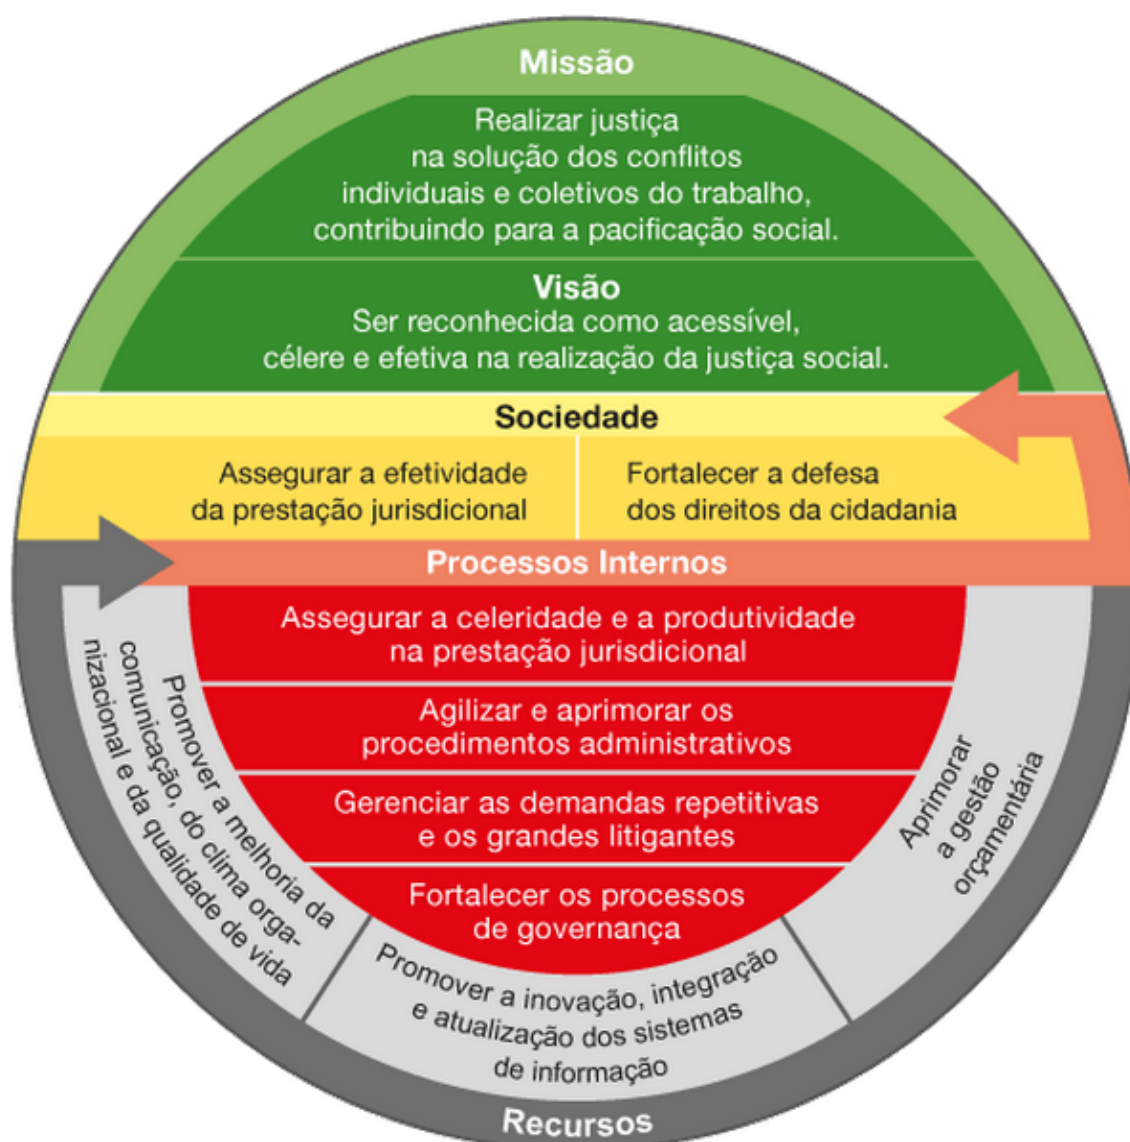 Missão
Realizar justiça
na solução dos conflitos
individuais e coletivos do trabalho,
contribuindo para a pacificação social.
Visão
Ser reconhecida como acessível,
célere e efetiva na realização da justiça social.
Sociedade
Assegurar a efetividade
da prestação jurisdicional
Fortalecer a defesa
dos direitos da cidadania
Processos Internos
Assegurar a celeridade e a produtividade
na prestação jurisdicional
Agilizar e aprimorar os
procedimentos administrativos
Gerenciar as demandas repetitivas
e os grandes litigantes
Fortalecer os processos
de governança
Promover a melhoria da
comunicação, do clima orga-
nizacional e da qualidade de vida
Promover a inovação, integração
e atualização dos sistemas
de informação
Aprimorar
a gestão
orçamentária
Recursos